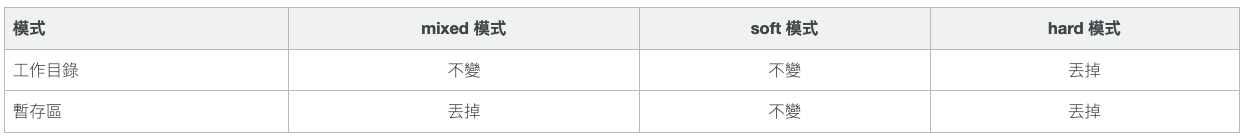 模式 mixed 模式 soft 模式 hard 模式
工作目錄 不變 不變 丟掉
暫存區 丟掉 不變 丟掉